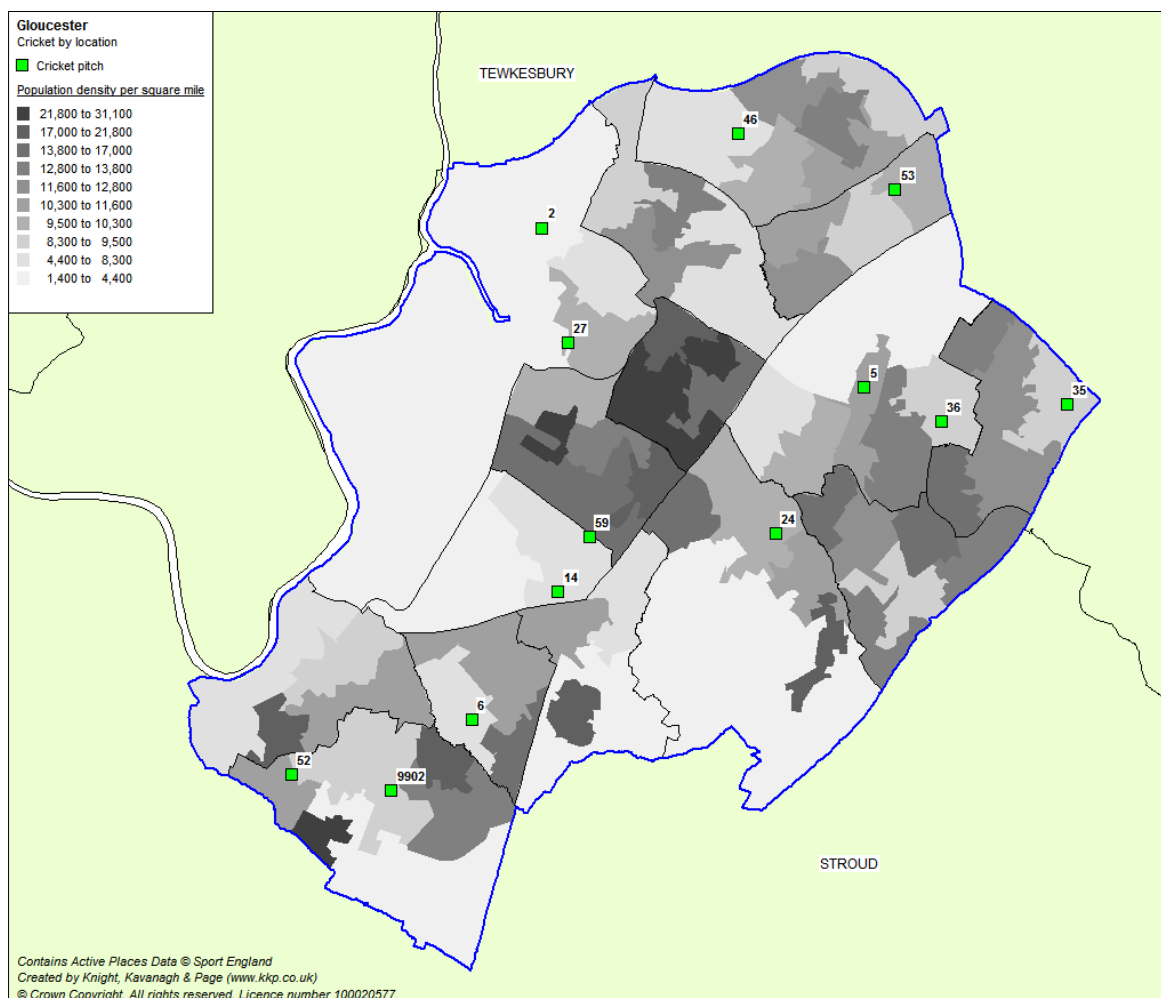 Gloucester
Cricket by location
Cricket pitch
Population density per square mile
21,800 to 31,100
17,000 to 21,800
13,800 to 17,000
12,800 to 13,800
11,600 to 12,800
10,300 to 11,600
9,500 to 10,300
8,300 to 9,500
4,400 to 8,300
1,400 to 4,400
TEWKESBURY
46
53
2
27
5
35
36
24
59
14
6
52
9902
STROUD
Contains Active Places Data © Sport England
Created by Knight, Kavanagh & Page (www.kkp.co.uk)
© Crown Copyright. All rights reserved. Licence number 100020577.